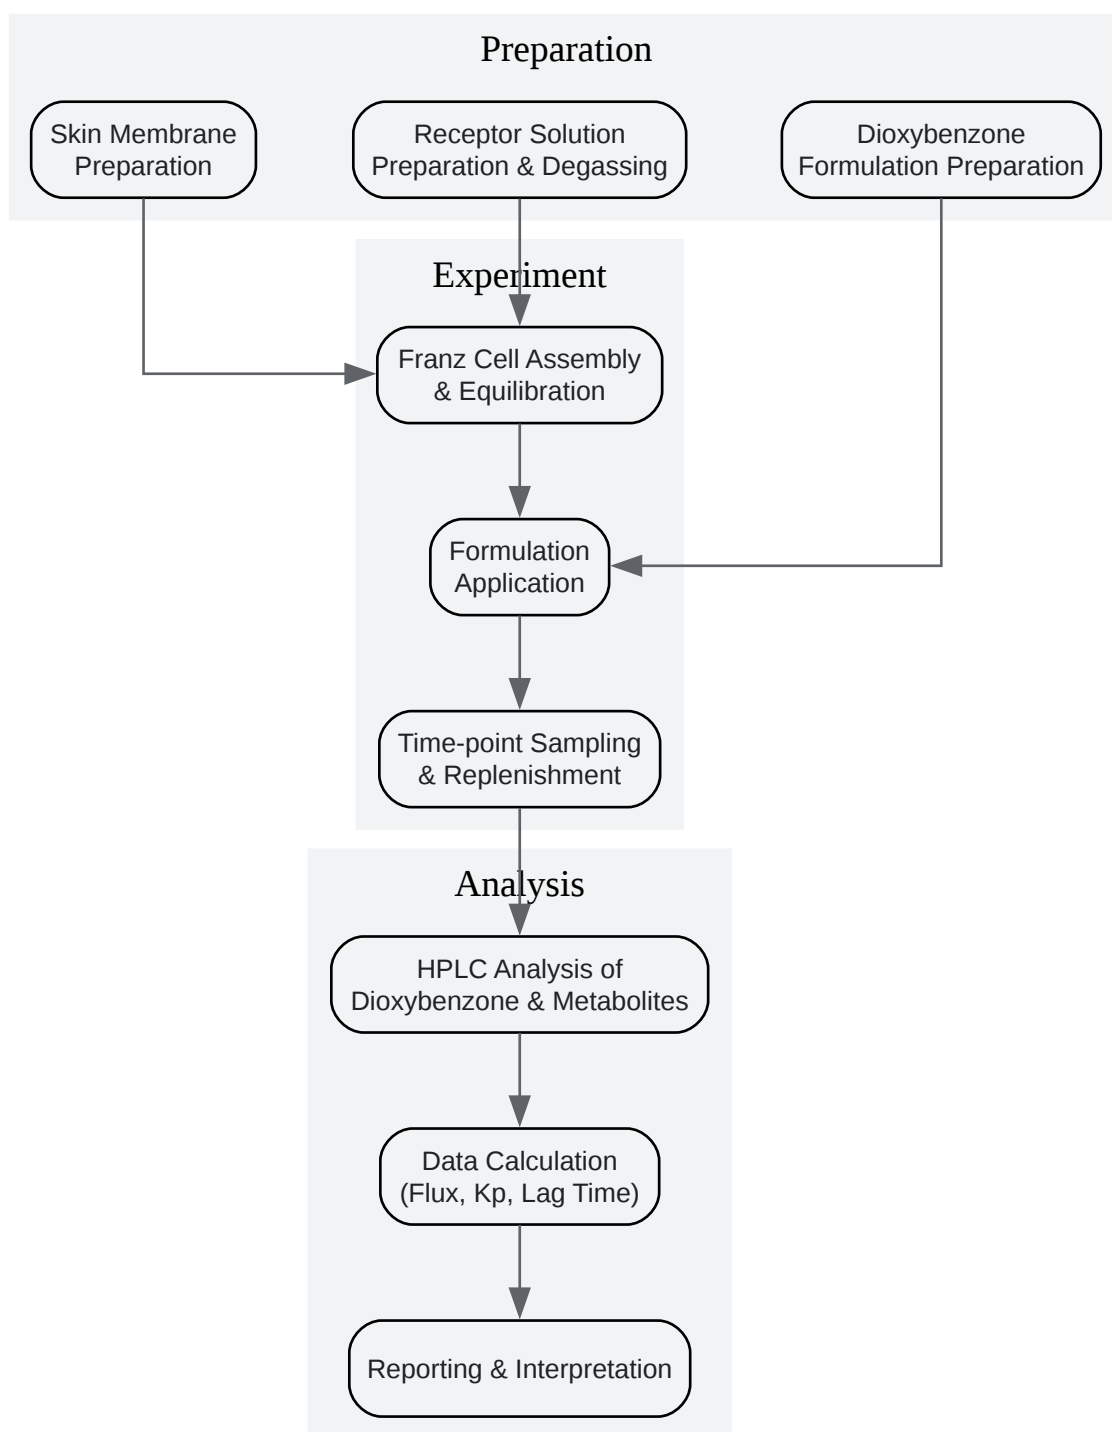 Preparation
Skin Membrane
Preparation
Receptor Solution
Preparation & Degassing
Dioxybenzone
Formulation Preparation
Experiment
Franz Cell Assembly
& Equilibration
Formulation
Application
Time-point Sampling
& Replenishment
Analysis
HPLC Analysis of
Dioxybenzone & Metabolites
Data Calculation
(Flux, Kp, Lag Time)
Reporting & Interpretation